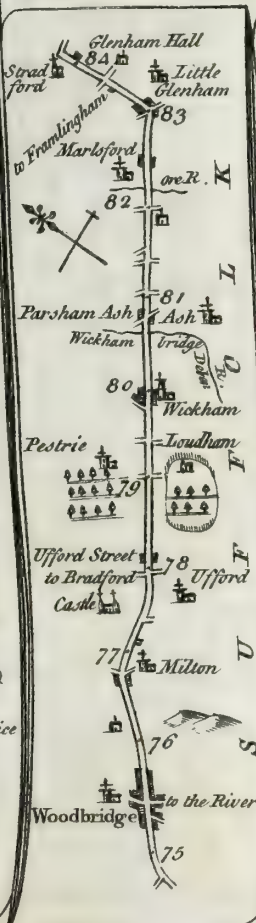 Glenham Hall
84
Strad
ford
Little
Glenham
to Framlingham
83
Marlsford
ore R.
82
K
L
81
Parsham Ash
Ash
Wickham bridge
Deben R.
O
80
Wickham
Pestrie
Loudham
79
F
Ufford Street
78
to Bradford
Ufford
F
Castle
U
77
Milton
76
S
ice
Woodbridge
to the River
75